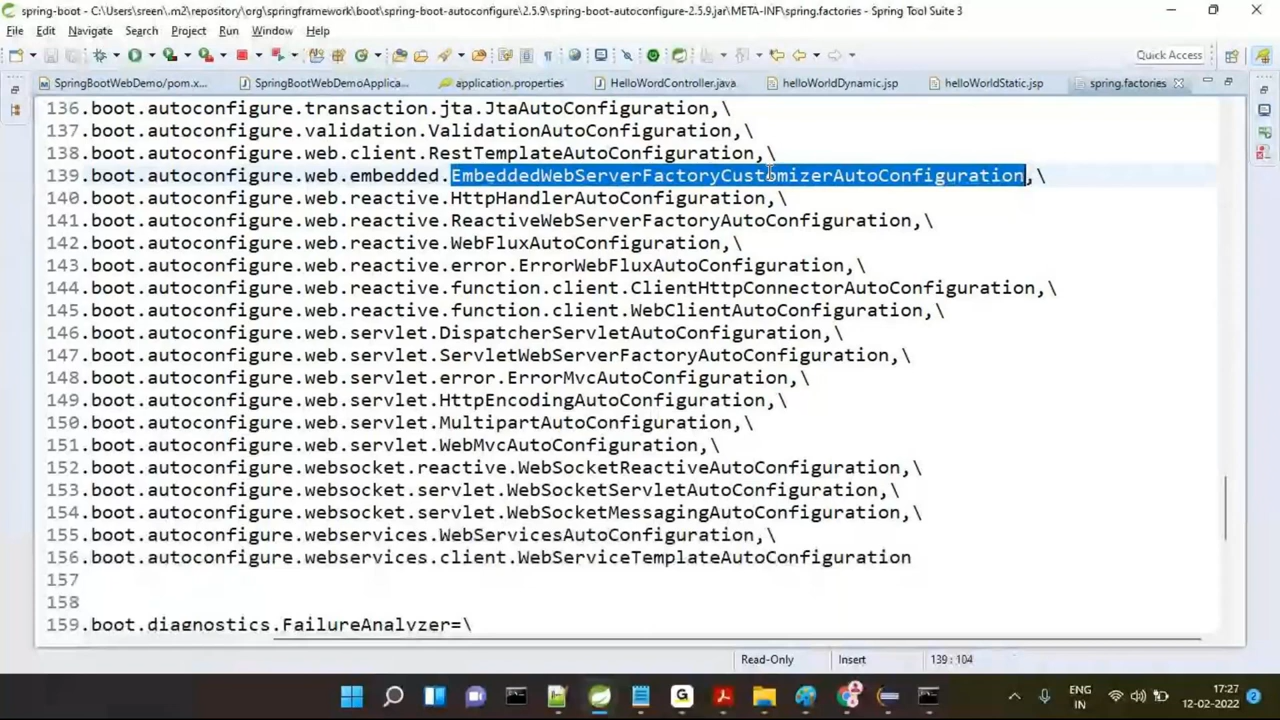 spring-boot - C:\Users\sreen\.m2\repository\org\springframework\boot\spring-boot-autoconfigure\2.5.9\spring-boot-autoconfigure-2.5.9.jar\META-INF\spring.factories - Spring Tool Suite 3
File Edit Navigate Search Project Run Window Help
Quick Access
SpringBootWebDemo/pom.x... SpringBootWebDemoApplica... application.properties HelloWordController.java helloWorldDynamic.jsp helloWorldStatic.jsp spring.factories
136 .boot.autoconfigure.transaction.jta.JtaAutoConfiguration,\
137 .boot.autoconfigure.validation.ValidationAutoConfiguration,\
138 .boot.autoconfigure.web.client.RestTemplateAutoConfiguration,\
139 .boot.autoconfigure.web.embedded.EmbeddedWebServerFactoryCustomizerAutoConfiguration,\
140 .boot.autoconfigure.web.reactive.HttpHandlerAutoConfiguration,\
141 .boot.autoconfigure.web.reactive.ReactiveWebServerFactoryAutoConfiguration,\
142 .boot.autoconfigure.web.reactive.WebFluxAutoConfiguration,\
143 .boot.autoconfigure.web.reactive.error.ErrorWebFluxAutoConfiguration,\
144 .boot.autoconfigure.web.reactive.function.client.ClientHttpConnectorAutoConfiguration,\
145 .boot.autoconfigure.web.reactive.function.client.WebClientAutoConfiguration,\
146 .boot.autoconfigure.web.servlet.DispatcherServletAutoConfiguration,\
147 .boot.autoconfigure.web.servlet.ServletWebServerFactoryAutoConfiguration,\
148 .boot.autoconfigure.web.servlet.error.ErrorMvcAutoConfiguration,\
149 .boot.autoconfigure.web.servlet.HttpEncodingAutoConfiguration,\
150 .boot.autoconfigure.web.servlet.MultipartAutoConfiguration,\
151 .boot.autoconfigure.web.servlet.WebMvcAutoConfiguration,\
152 .boot.autoconfigure.websocket.reactive.WebSocketReactiveAutoConfiguration,\
153 .boot.autoconfigure.websocket.servlet.WebSocketServletAutoConfiguration,\
154 .boot.autoconfigure.websocket.servlet.WebSocketMessagingAutoConfiguration,\
155 .boot.autoconfigure.webservices.WebServicesAutoConfiguration,\
156 .boot.autoconfigure.webservices.client.WebServiceTemplateAutoConfiguration
157
158
159 .boot.diagnostics.FailureAnalyzer=\
Read-Only Insert 139 : 104
ENG 17:27
IN 12-02-2022 2